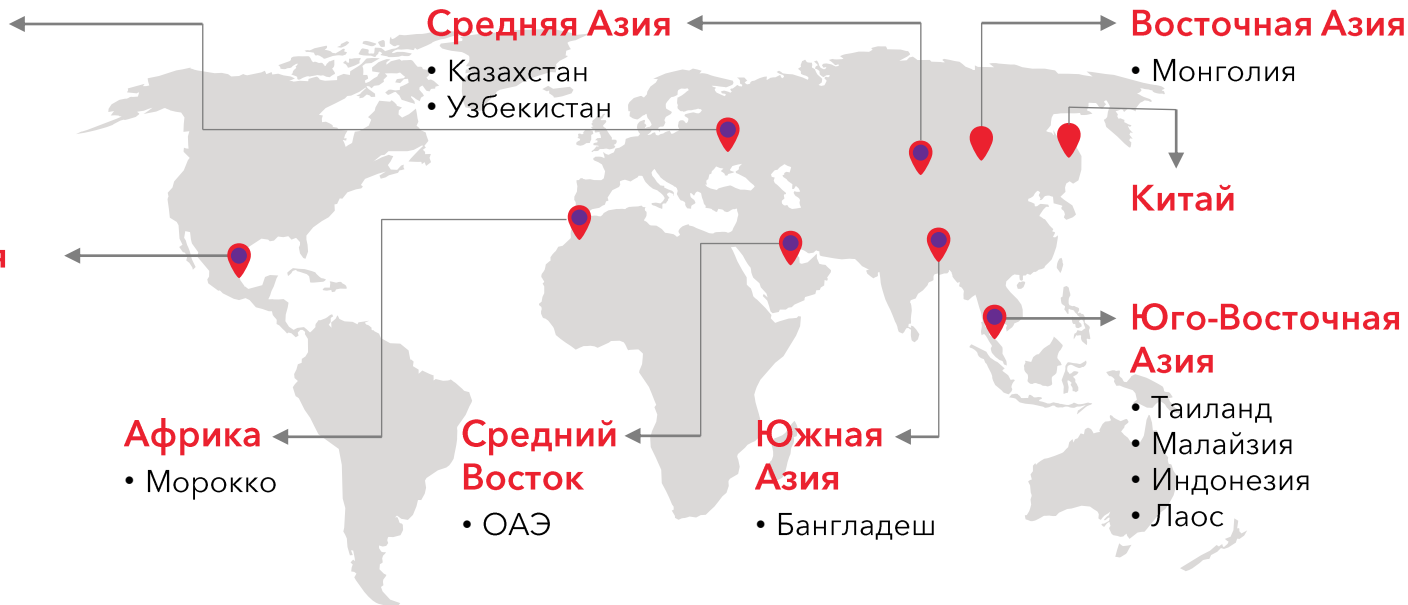 Средняя Азия
• Казахстан
• Узбекистан
Восточная Азия
• Монголия
Китай
я
Юго-Восточная
Азия
• Таиланд
• Малайзия
• Индонезия
• Лаос
Африка
• Морокко
Средний
Восток
• ОАЭ
Южная
Азия
• Бангладеш